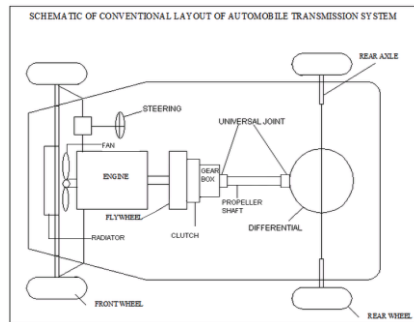 SCHEMATIC OF CONVENTIONAL LAYOUT OF AUTOMOBILE TRANSMISSION SYSTEM
REAR AXLE
STEERING
UNIVERSAL JOINT
FAN
ENGINE
GEAR
BOX
PROPELLER
SHAFT
FLYWHEEL
RADIATOR
CLUTCH
DIFFERENTIAL
FRONT WHEEL
REAR WHEEL